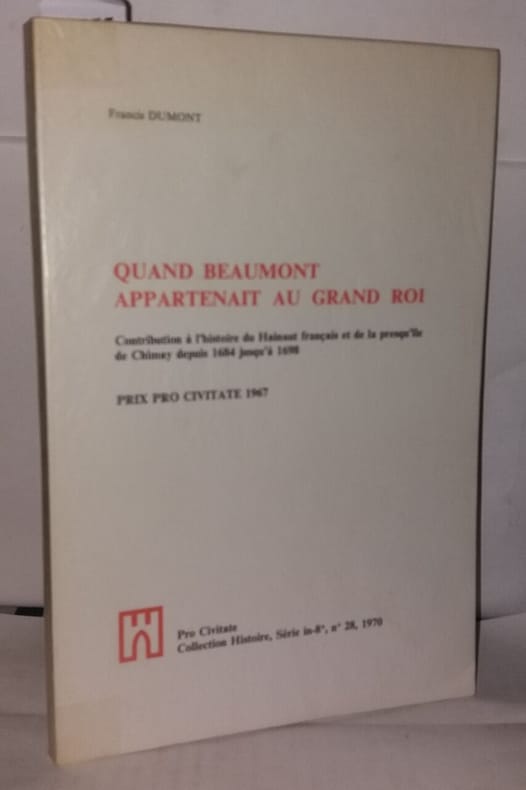 Francis DUMONT
QUAND BEAUMONT
APPARTENAIT AU GRAND ROI
Contribution à l'histoire du Hainaut français et de la presqu'île
de Chimay depuis 1684 jusqu'à 1698
PRIX PRO CIVITATE 1967
Pro Civitate
Collection Histoire, Série in-8°, n° 28, 1970